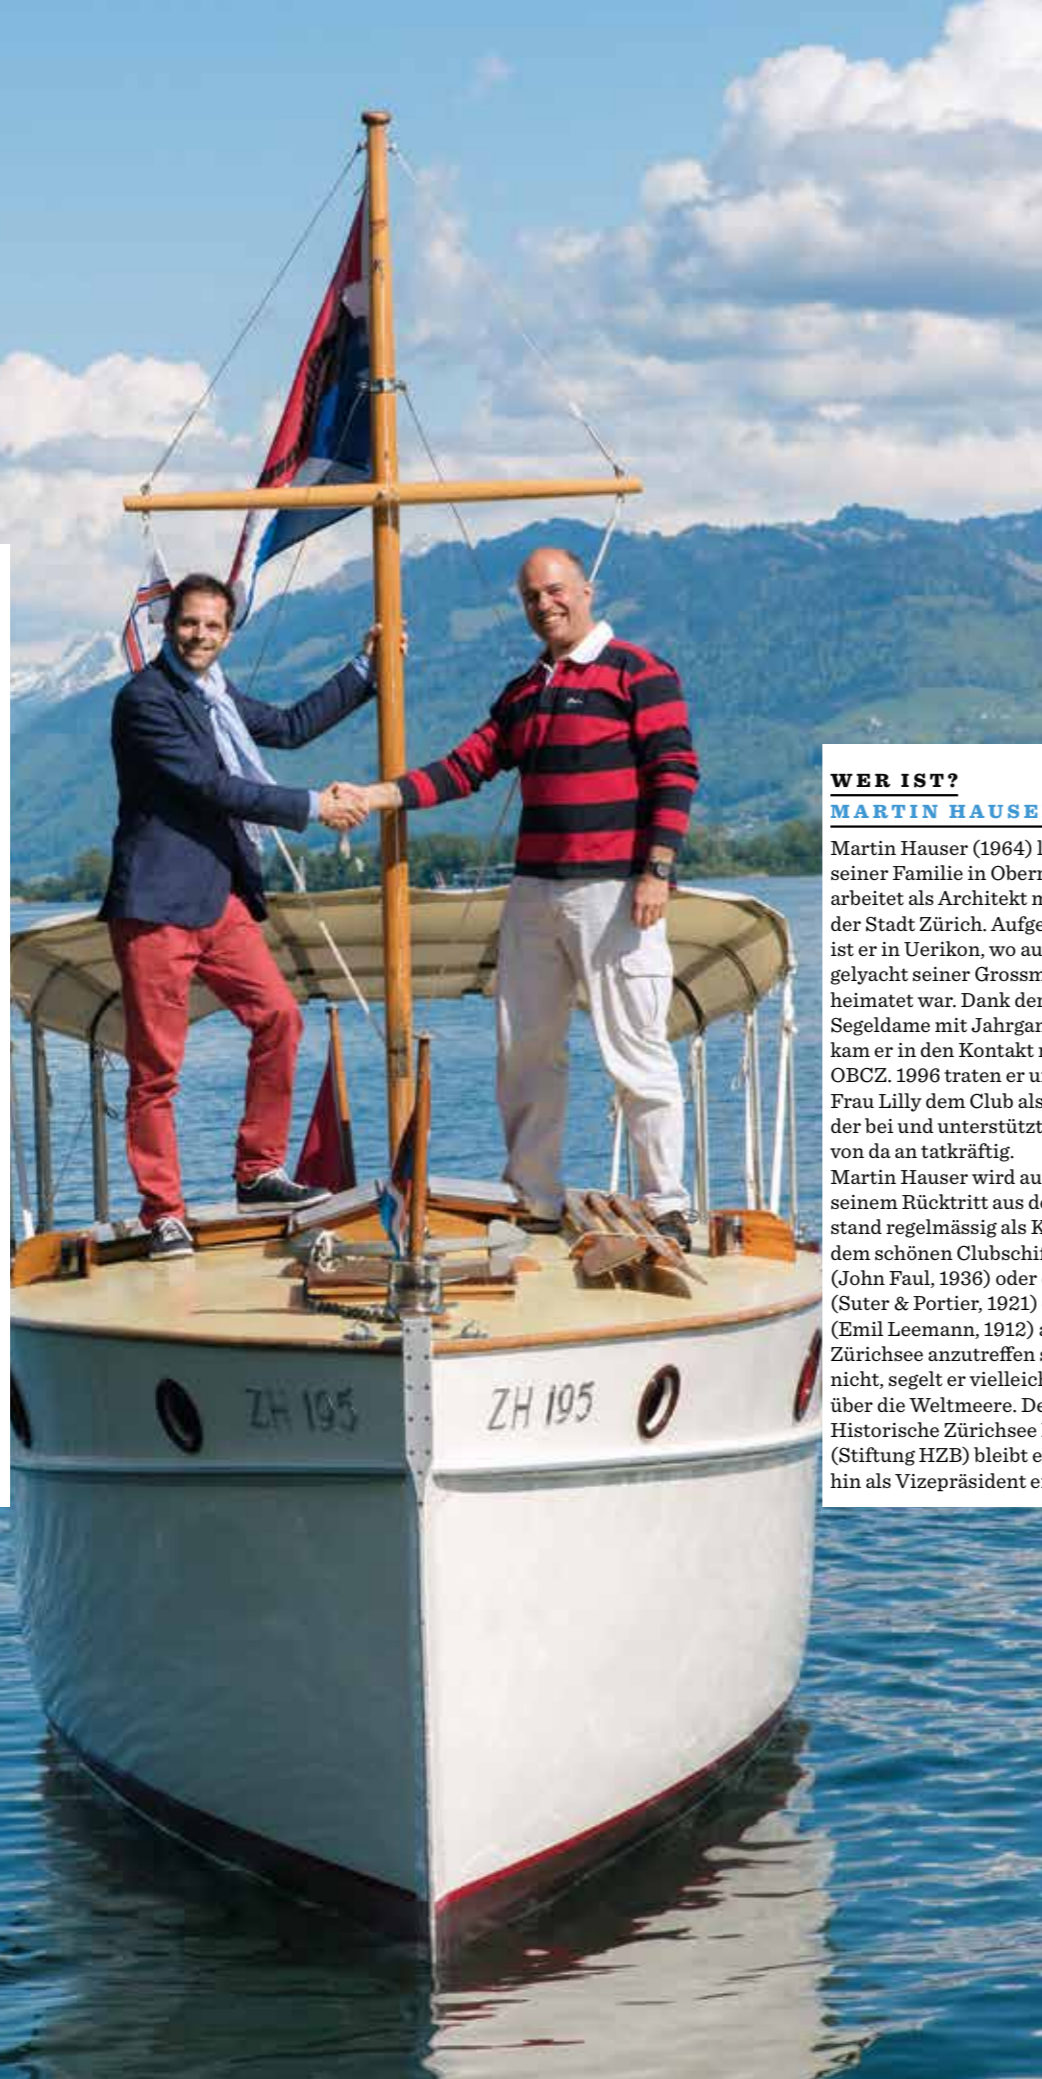 ZH 195
ZH 195
WER IST?
MARTIN HAUSE
Martin Hauser (1964) l
seiner Familie in Ober
arbeitet als Architekt
der Stadt Zürich. Aufge
ist er in Uerikon, wo au
gelyacht seiner Grossm
heimatet war. Dank der
Segeldame mit Jahrgan
kam er in den Kontakt
OBCZ. 1996 traten er u
Frau Lilly dem Club als
der bei und unterstützt
von da an tatkräftig.
Martin Hauser wird au
seinem Rücktritt aus de
stand regelmässig als K
dem schönen Clubschif
(John Faul, 1936) oder
(Suter & Portier, 1921)
(Emil Leemann, 1912) a
Zürichsee anzutreffen s
nicht, segelt er vielleich
über die Weltmeere. De
Historische Zürichsee
(Stiftung HZB) bleibt e
hin als Vizepräsident e